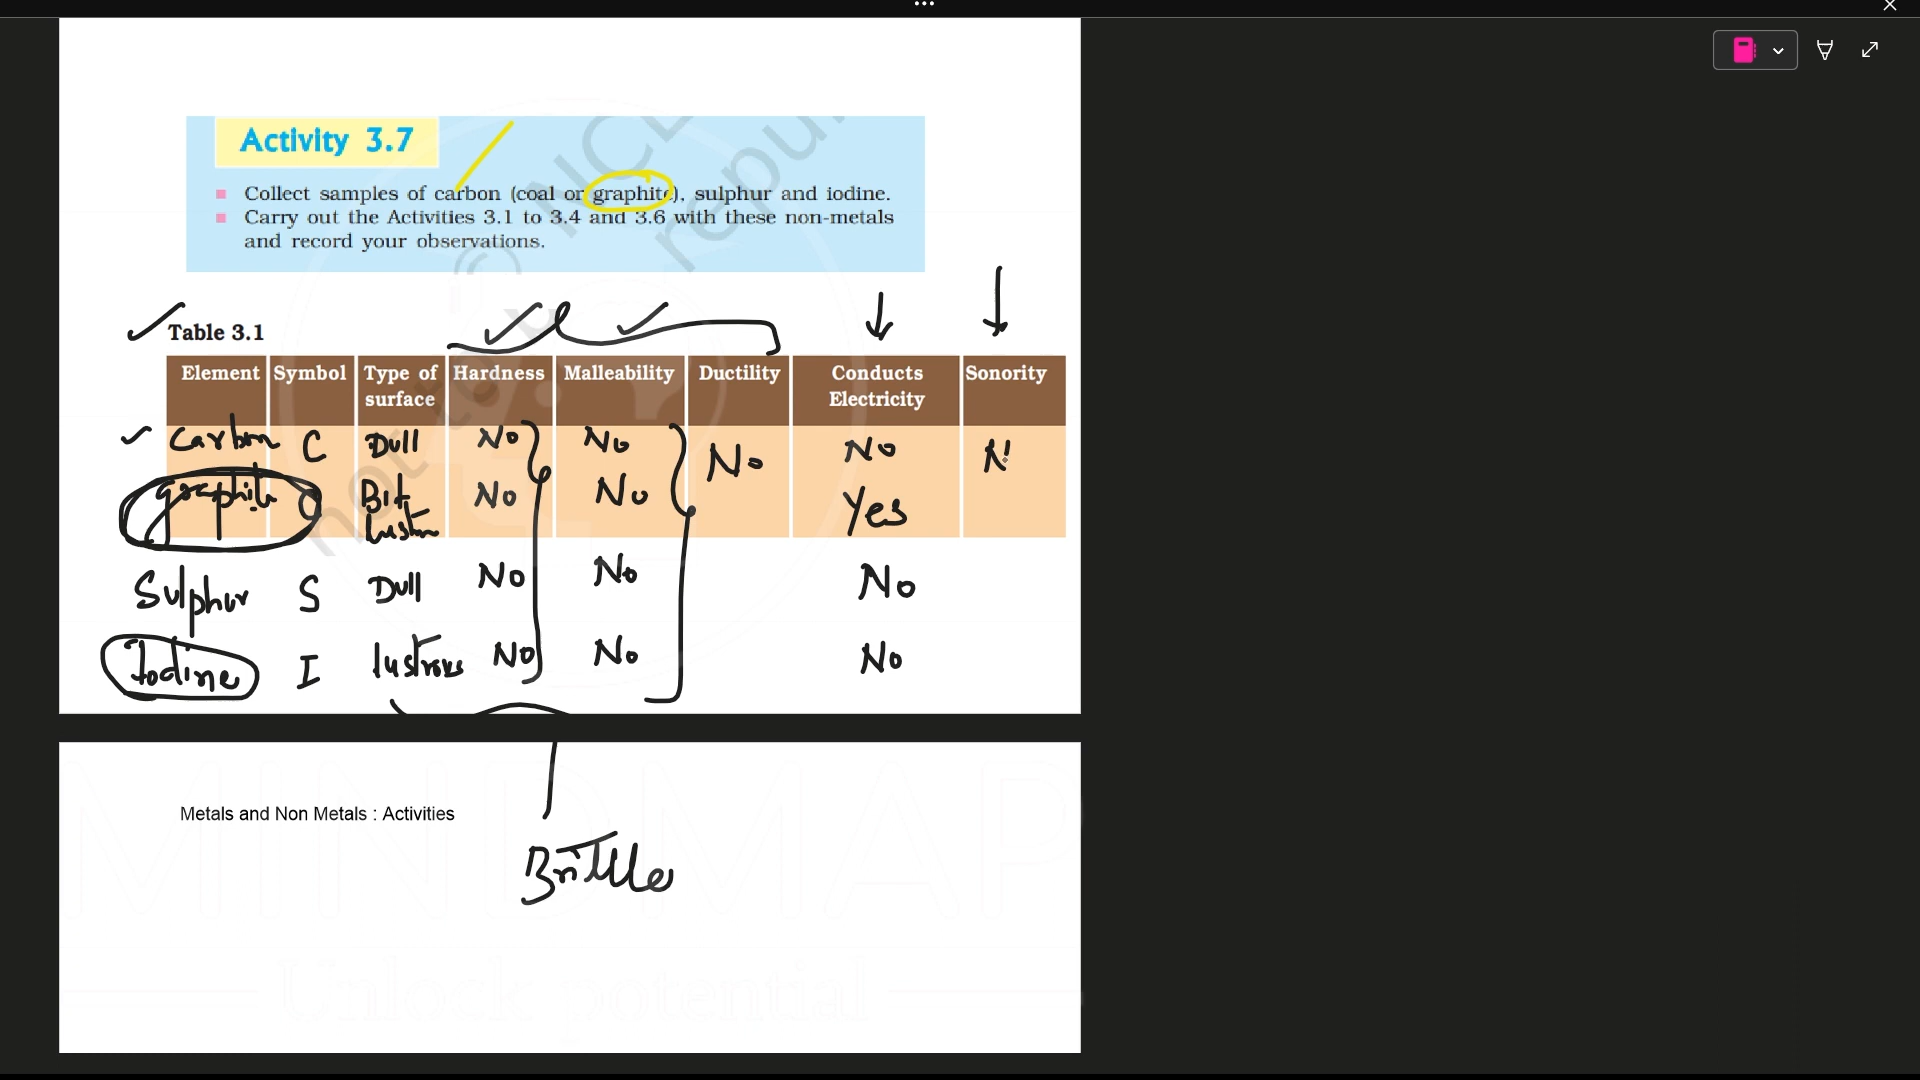 Activity 3.7
Collect samples of carbon (coal or graphite), sulphur and iodine.
Carry out the Activities 3.1 to 3.4 and 3.6 with these non-metals
and record your observations.
Table 3.1
Element Symbol Type of surface Hardness Malleability Ductility Conducts Electricity Sonority
Carbon C Dull No No No No
graphite C Bit No No Yes
Sulphur S Dull No No No
Iodine I lustrous No No No
Metals and Non Metals : Activities
Brittle
MINDMAP
Unlock potential